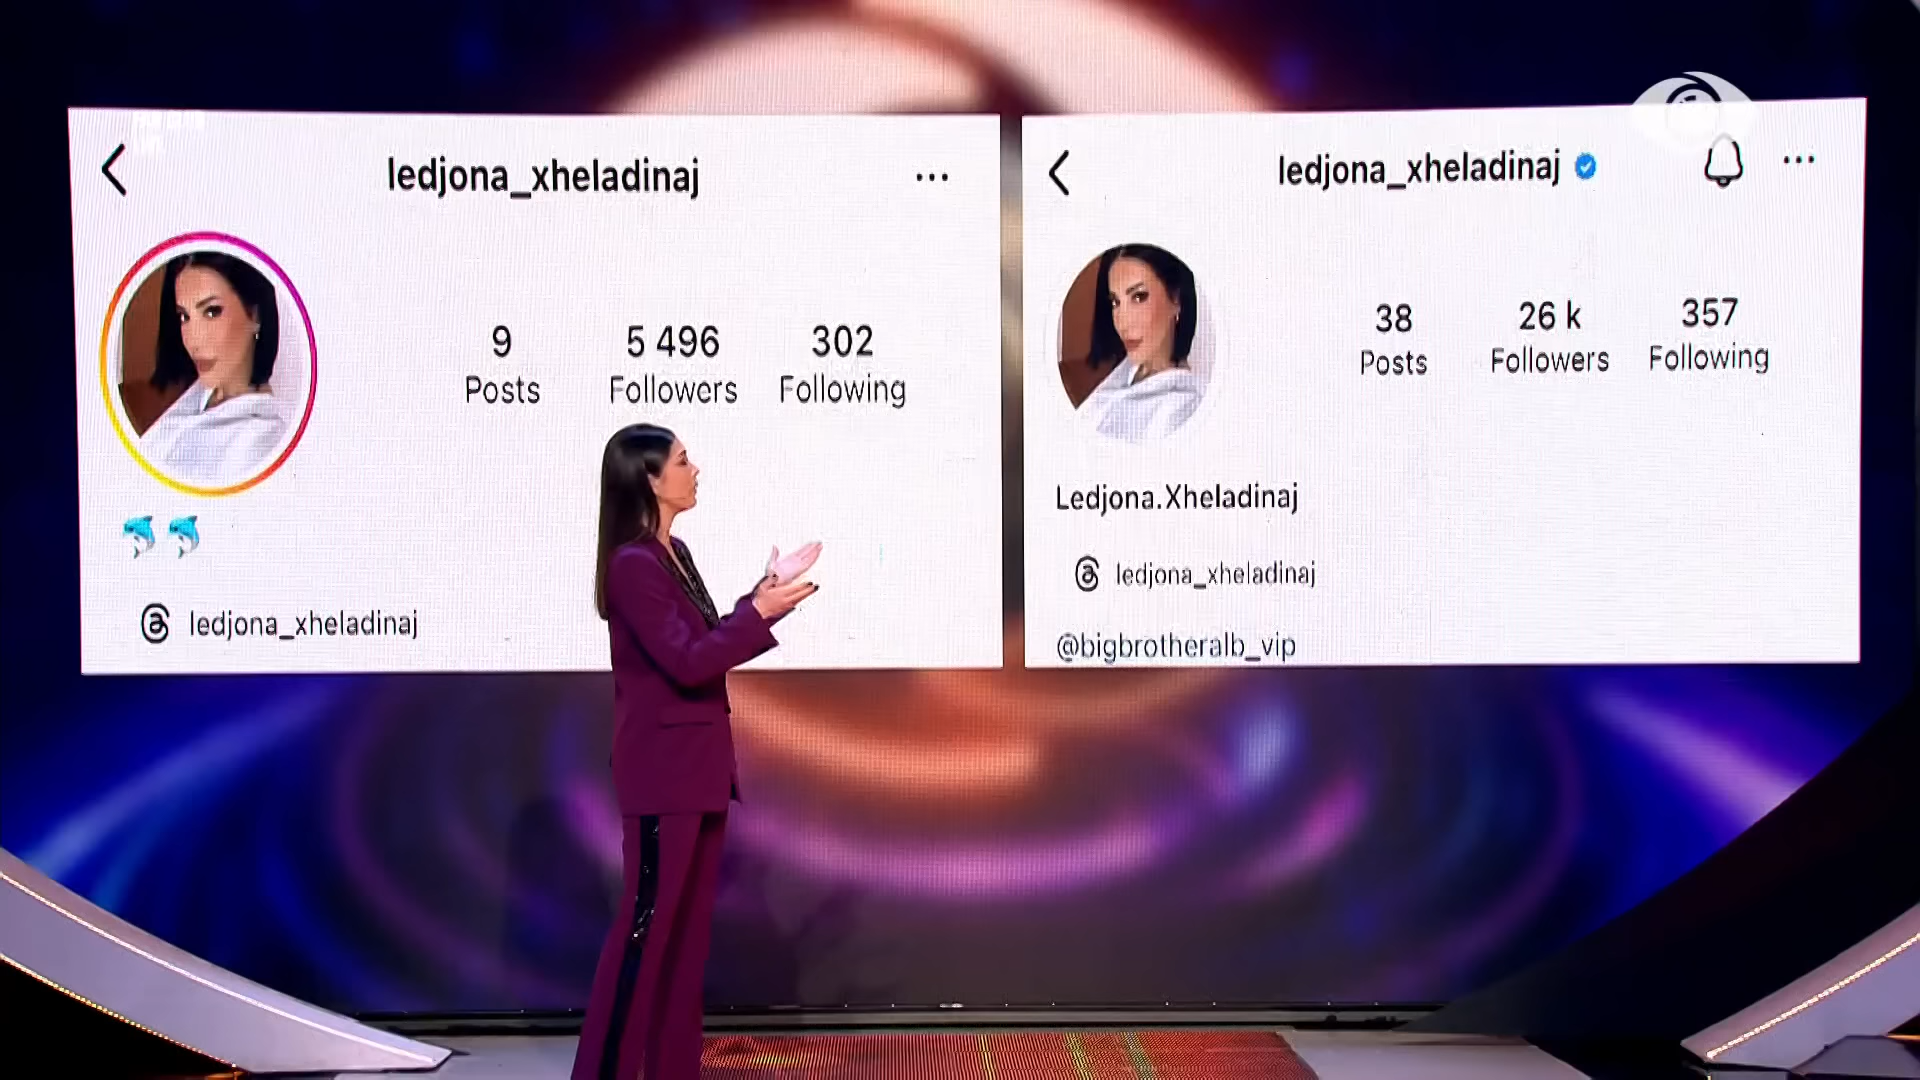 ledjona_xheladinaj
9
Posts
5 496
Followers
302
Following
ledjona_xheladinaj
ledjona_xheladinaj
38
Posts
26 k
Followers
357
Following
Ledjona.Xheladinaj
ledjona_xheladinaj
@bigbrotheralb_vip